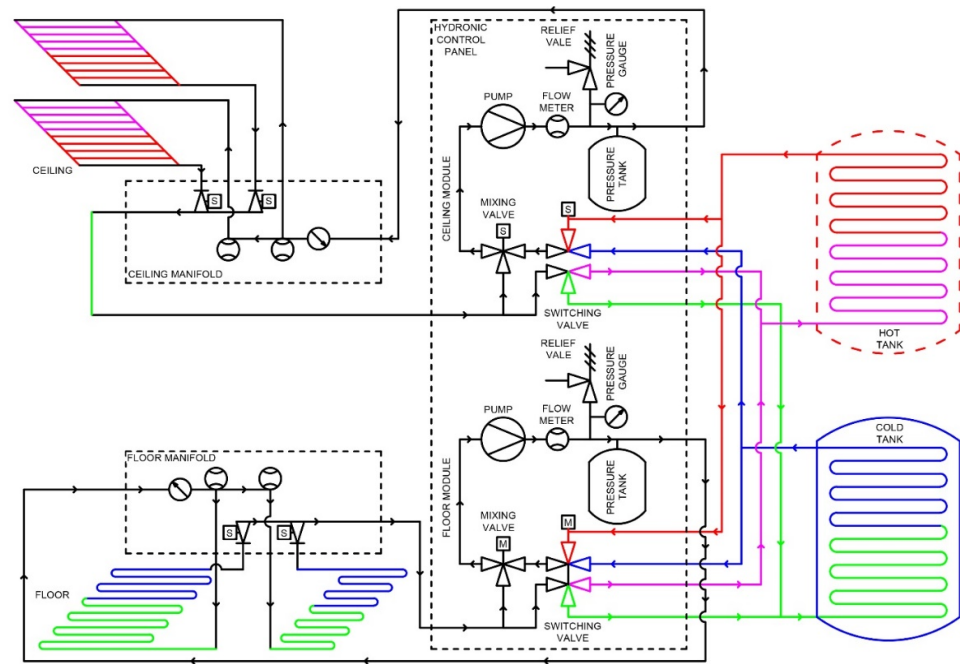 HYDRONIC
CONTROL
PANEL
RELIEF
VALE
PRESSURE
GAUGE
PUMP
FLOW
METER
PRESSURE
TANK
CEILING MODULE
MIXING
VALVE
S
S
SWITCHING
VALVE
CEILING
S
S
CEILING MANIFOLD
HOT
TANK
RELIEF
VALE
PRESSURE
GAUGE
PUMP
FLOW
METER
PRESSURE
TANK
FLOOR MODULE
MIXING
VALVE
M
M
SWITCHING
VALVE
FLOOR MANIFOLD
S
S
FLOOR
COLD
TANK